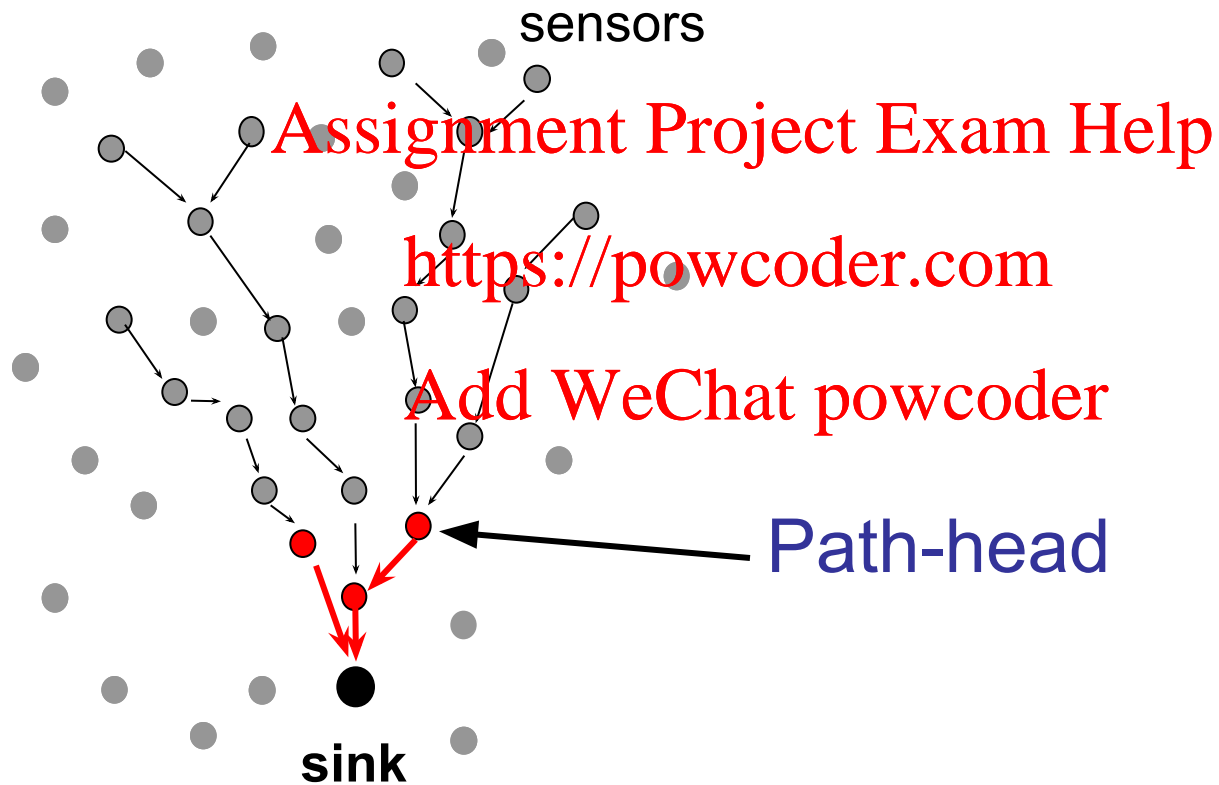 sensors
Assignment Project Exam Help
https://powcoder.com
Add WeChat powcoder
Path-head
sink